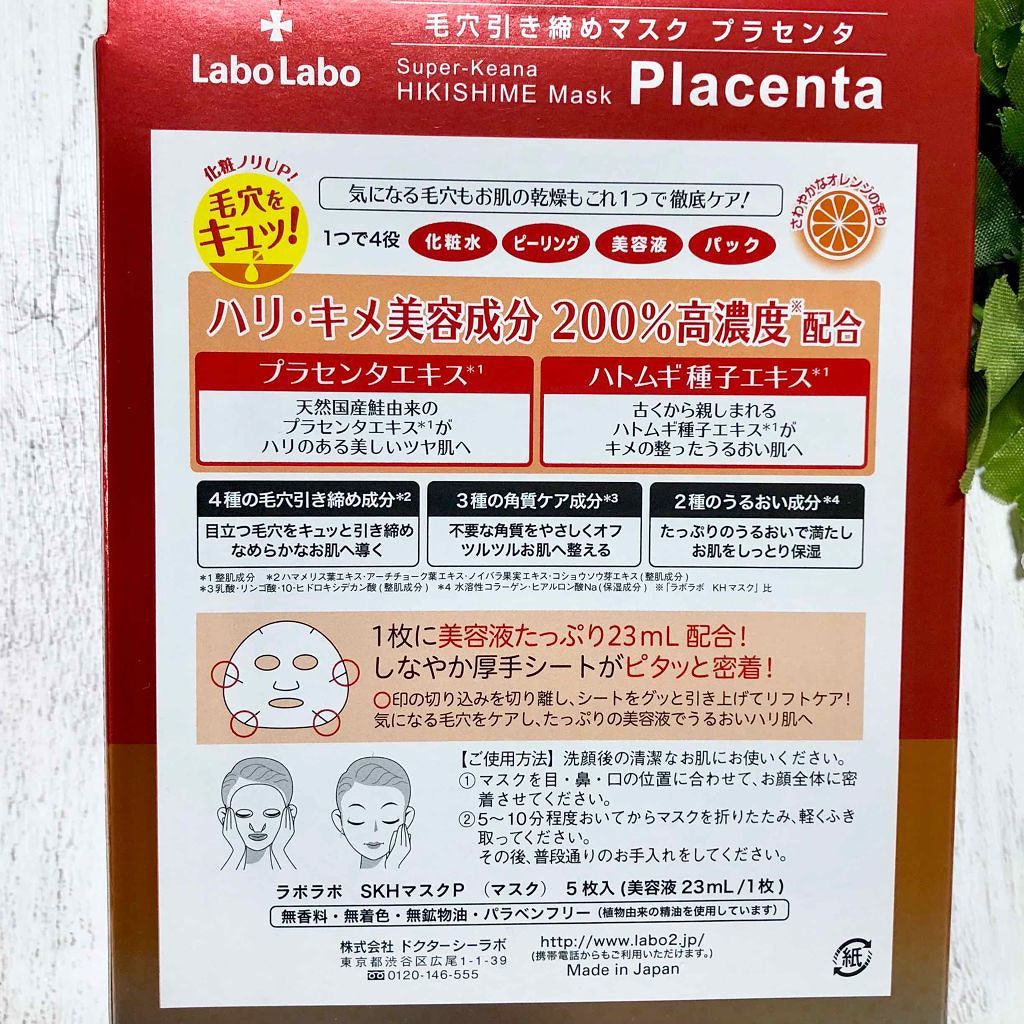 毛穴引き締めマスク プラセンタ
Labo Labo
Super-Keana
HIKISHIME Mask Placenta
化粧ノリUP!
毛穴を
キュッ!
気になる毛穴もお肌の乾燥もこれ1つで徹底ケア!
1つで4役 化粧水 ピーリング 美容液 パック
さわやかなオレンジの香り
ハリ・キメ美容成分 200%高濃度※配合
プラセンタエキス*1
天然国産鮭由来の
プラセンタエキス*1が
ハリのある美しいツヤ肌へ
ハトムギ種子エキス*1
古くから親しまれる
ハトムギ種子エキス*1が
キメの整ったうるおい肌へ
4種の毛穴引き締め成分*2
目立つ毛穴をキュッと引き締め
なめらかなお肌へ導く
3種の角質ケア成分*3
不要な角質をやさしくオフ
ツルツルお肌へ整える
2種のうるおい成分*4
たっぷりのうるおいで満たし
お肌をしっとり保湿
*1 整肌成分 *2 ハマメリス葉エキス・アーチチョーク葉エキス・ノイバラ果実エキス・コショウソウ芽エキス(整肌成分)
*3 乳酸・リンゴ酸・10-ヒドロキシデカン酸(整肌成分) *4 水溶性コラーゲン・ヒアルロン酸Na(保湿成分) ※「ラボラボ KHマスク」比
1枚に美容液たっぷり23mL配合!
しなやか厚手シートがピタッと密着!
○印の切り込みを切り離し、シートをグッと引き上げてリフトケア!
気になる毛穴をケアし、たっぷりの美容液でうるおいハリ肌へ
【ご使用方法】洗顔後の清潔なお肌にお使いください。
①マスクを目・鼻・口の位置に合わせて、お顔全体に密
着させてください。
②5～10分程度おいてからマスクを折りたたみ、軽くふき
取ってください。
その後、普段通りのお手入れをしてください。
ラボラボ SKHマスクP (マスク) 5枚入(美容液23mL/1枚)
無香料・無着色・無鉱物油・パラベンフリー(植物由来の精油を使用しています)
株式会社 ドクターシーラボ
東京都渋谷区広尾1-1-39
0120-146-555
http://www.labo2.jp/
(携帯電話からもご利用いただけます。)
Made in Japan
紙